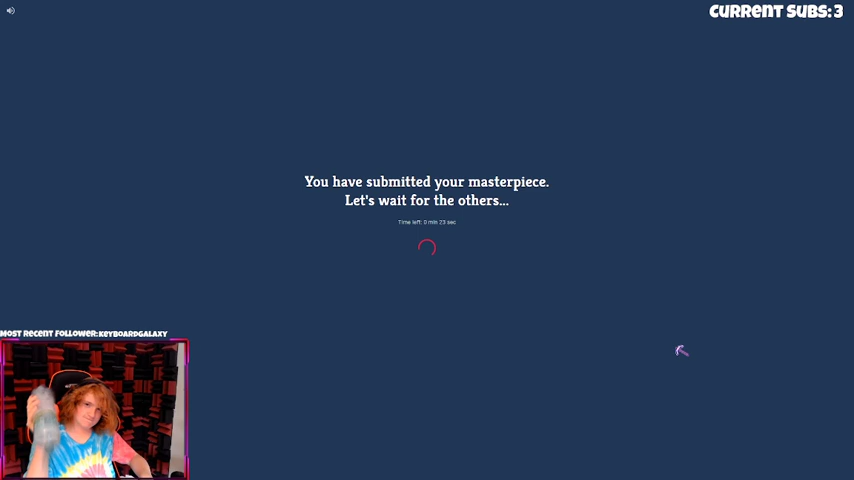 CURRENT SUBS: 3
You have submitted your masterpiece.
Let's wait for the others...
Time left: 0 min 23 sec
MOST RECENT FOLLOWER: KEYBOARDGALAXY